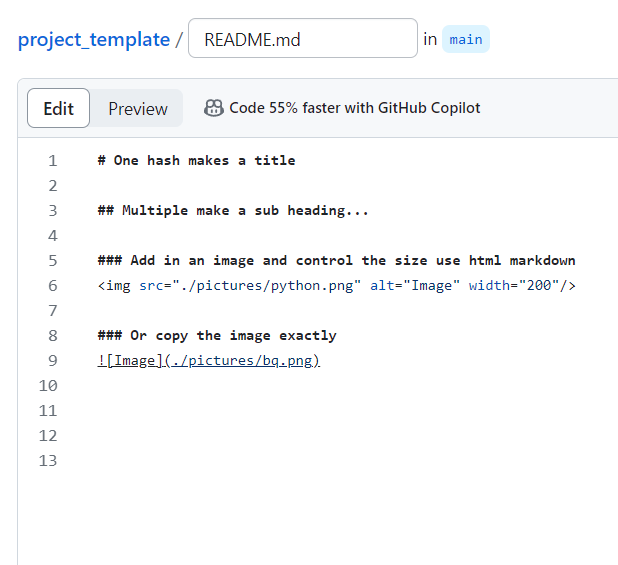 project_template / README.md in main
Edit Preview Code 55% faster with GitHub Copilot
1 # One hash makes a title
2
3 ## Multiple make a sub heading...
4
5 ### Add in an image and control the size use html markdown
6 <img src="./pictures/python.png" alt="Image" width="200"/>
7
8 ### Or copy the image exactly
9 ![Image](./pictures/bq.png)
10
11
12
13